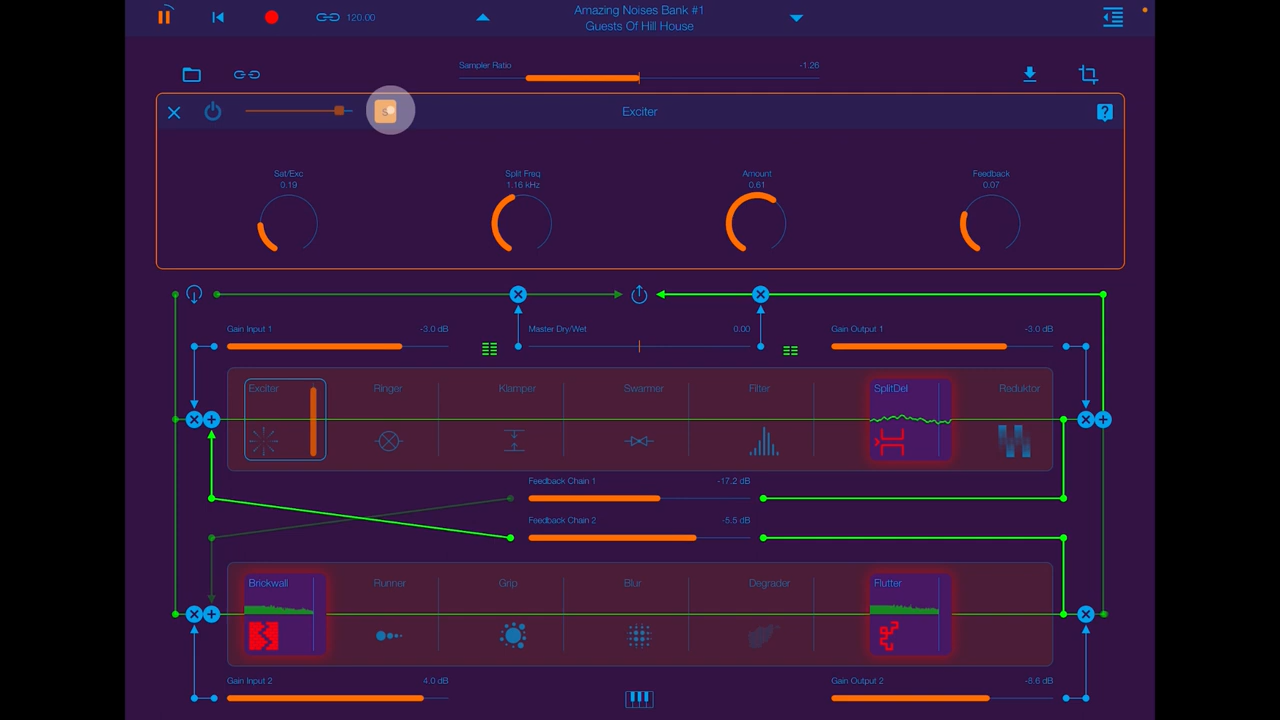 120.00
Amazing Noises Bank #1
Guests Of Hill House
Sampler Ratio -1.26
S
Exciter
?
Sat/Exc
0.19
Split Freq
1.16 kHz
Amount
0.61
Feedback
0.07
Gain Input 1 -3.0 dB
Master Dry/Wet 0.00
Gain Output 1 -3.0 dB
Exciter Ringer Klamper Swarmer Filter SplitDel Reduktor
Feedback Chain 1 -17.2 dB
Feedback Chain 2 -5.5 dB
Brickwall Runner Grip Blur Degrader Flutter
Gain Input 2 4.0 dB
Gain Output 2 -8.6 dB